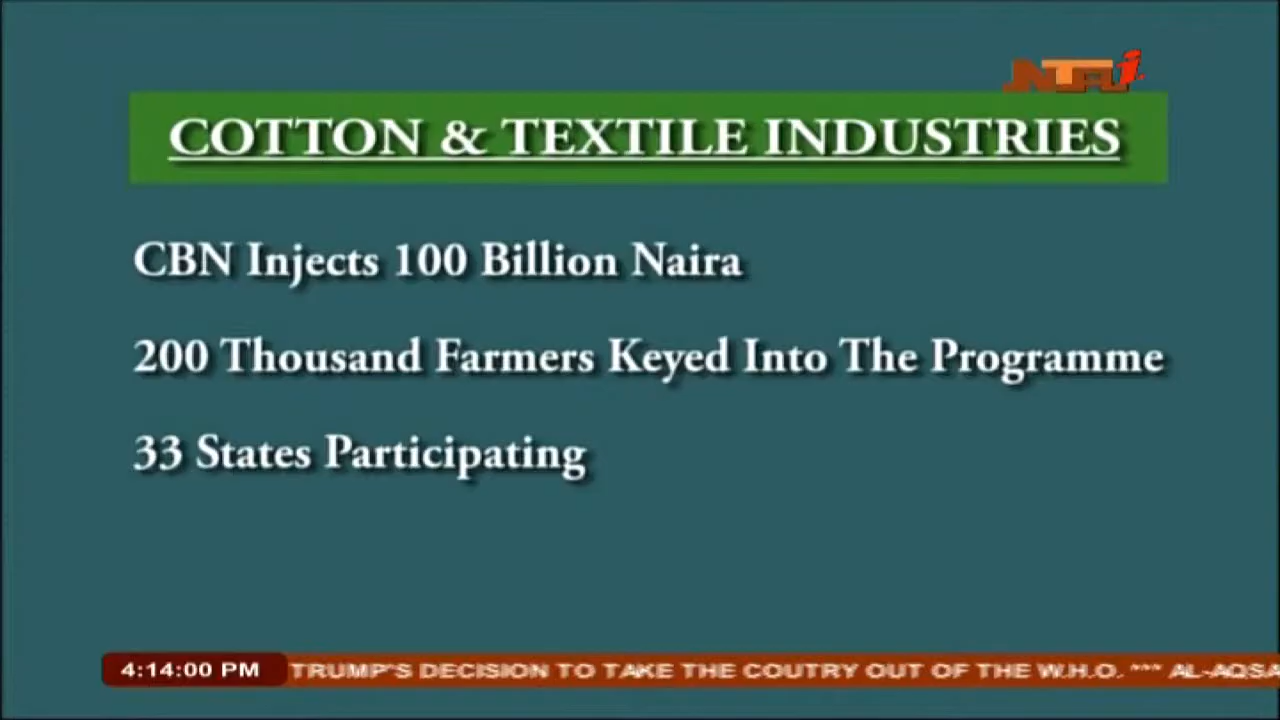 NTAi.
COTTON & TEXTILE INDUSTRIES
CBN Injects 100 Billion Naira
200 Thousand Farmers Keyed Into The Programme
33 States Participating
4:14:00 PM TRUMP'S DECISION TO TAKE THE COUTRY OUT OF THE W.H.O. *** AL-AQSA